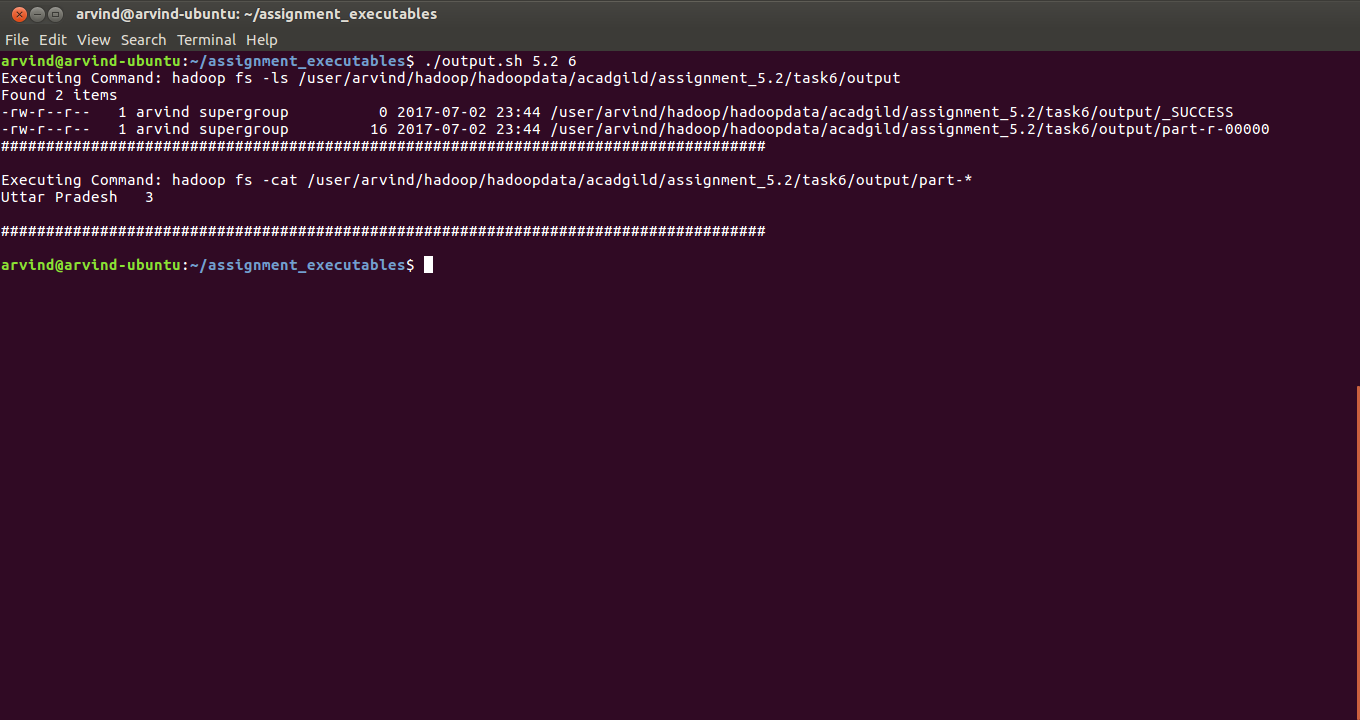 arvind@arvind-ubuntu: ~/assignment_executables
File Edit View Search Terminal Help
arvind@arvind-ubuntu:~/assignment_executables$ ./output.sh 5.2 6
Executing Command: hadoop fs -ls /user/arvind/hadoop/hadoopdata/acadgild/assignment_5.2/task6/output
Found 2 items
-rw-r--r--   1 arvind supergroup          0 2017-07-02 23:44 /user/arvind/hadoop/hadoopdata/acadgild/assignment_5.2/task6/output/_SUCCESS
-rw-r--r--   1 arvind supergroup         16 2017-07-02 23:44 /user/arvind/hadoop/hadoopdata/acadgild/assignment_5.2/task6/output/part-r-00000
#####################################################################################
Executing Command: hadoop fs -cat /user/arvind/hadoop/hadoopdata/acadgild/assignment_5.2/task6/output/part-*
Uttar Pradesh   3
#####################################################################################
arvind@arvind-ubuntu:~/assignment_executables$